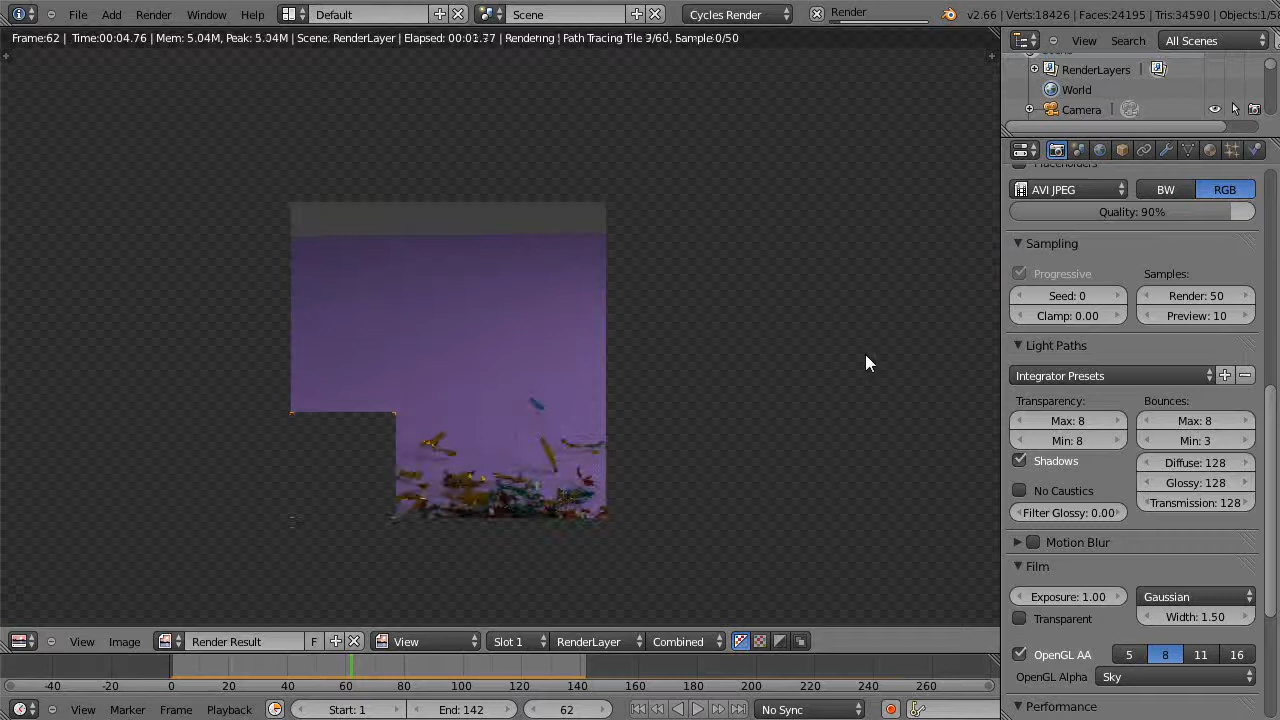 File Add Render Window Help Default Scene Cycles Render Render v2.66 | Verts:18426 | Faces:24195 | Tris:34590 | Objects:1/5
Frame:62 | Time:00:04.76 | Mem: 5.04M, Peak: 5.04M | Scene, RenderLayer | Elapsed: 00:01.77 | Rendering | Path Tracing Tile 3/60, Sample 0/50
View Search All Scenes
RenderLayers |
World
Camera |
AVI JPEG BW RGB
Quality: 90%
Sampling
Progressive Samples:
Seed: 0 Render: 50
Clamp: 0.00 Preview: 10
Light Paths
Integrator Presets
Transparency: Bounces:
Max: 8 Max: 8
Min: 8 Min: 3
Shadows Diffuse: 128
No Caustics Glossy: 128
Filter Glossy: 0.00 Transmission: 128
Motion Blur
Film
Exposure: 1.00 Gaussian
Transparent Width: 1.50
OpenGL AA 5 8 11 16
OpenGL Alpha Sky
Performance
View Image Render Result F View Slot 1 RenderLayer Combined
-40 -20 0 20 40 60 80 100 120 140 160 180 200 220 240 260
View Marker Frame Playback Start: 1 End: 142 62 No Sync